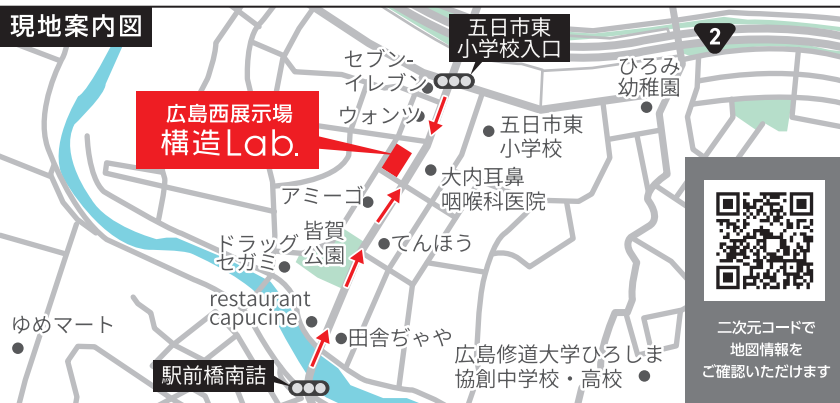 現地案内図
五日市東
小学校入口
2
セブン-
イレブン
ひろみ
幼稚園
広島西展示場
構造Lab.
ウォンツ
五日市東
小学校
大内耳鼻
咽喉科医院
アミーゴ
皆賀
公園
てんほう
ドラッグ
セガミ
restaurant
capucine
ゆめマート
田舎ぢゃや
広島修道大学ひろしま
協創中学校・高校
駅前橋南詰
二次元コードで
地図情報を
ご確認いただけます